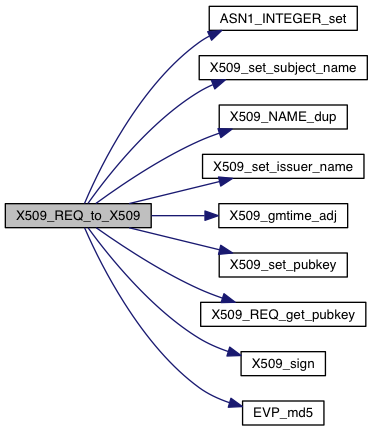 ASN1_INTEGER_set
X509_set_subject_name
X509_NAME_dup
X509_set_issuer_name
X509_REQ_to_X509
X509_gmtime_adj
X509_set_pubkey
X509_REQ_get_pubkey
X509_sign
EVP_md5